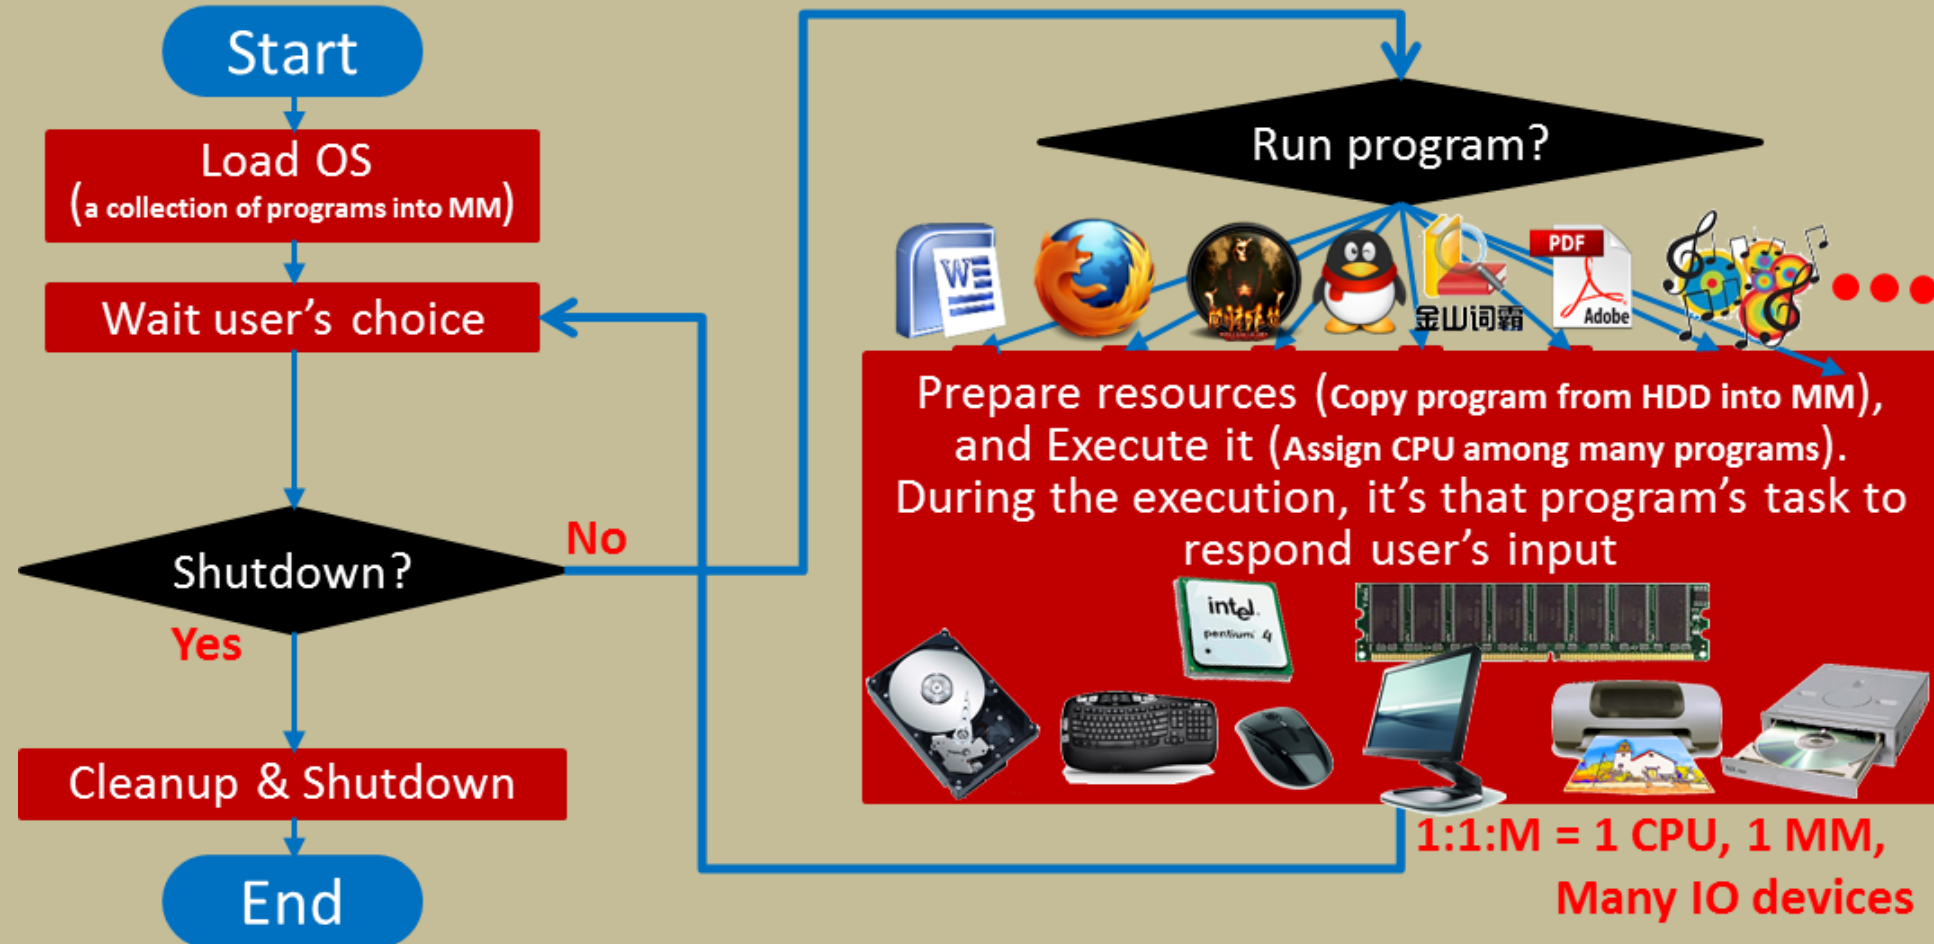 Start
Load OS
(a collection of programs into MM)
Wait user's choice
Shutdown?
No
Yes
Cleanup & Shutdown
End
Run program?
W
金山词霸
PDF
Adobe
Prepare resources (Copy program from HDD into MM),
and Execute it (Assign CPU among many programs).
During the execution, it's that program's task to
respond user's input
intel.
pentium 4
1:1:M = 1 CPU, 1 MM,
Many IO devices